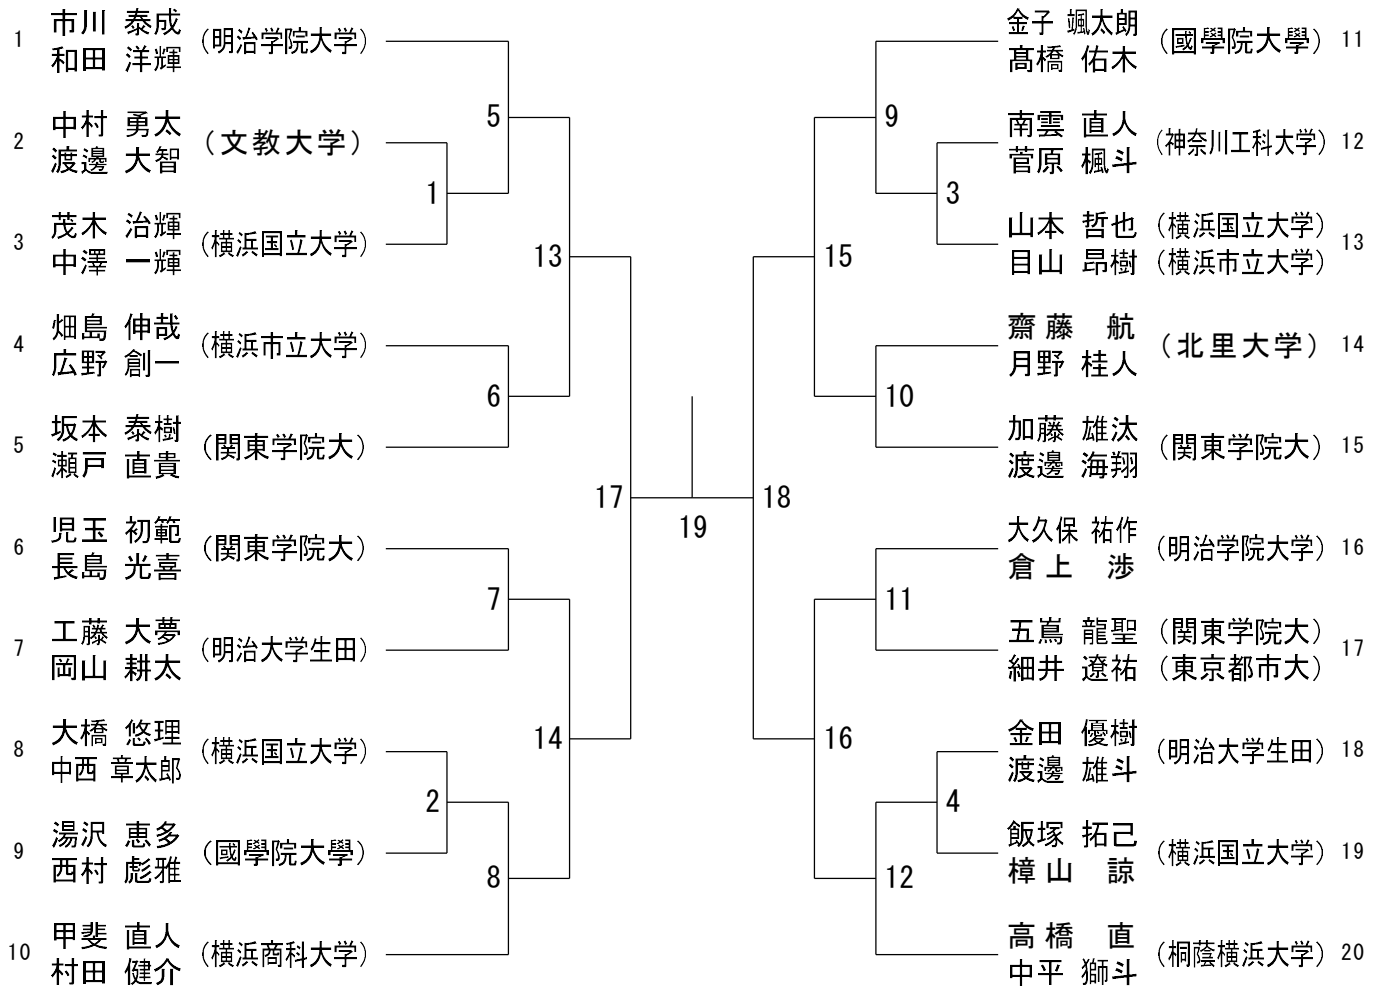 1 市川 泰成 (明治学院大学)
和田 洋輝
2 中村 勇太 (文教大学)
渡邊 大智
3 茂木 治輝 (横浜国立大学)
中澤 一輝
4 畑島 伸哉 (横浜市立大学)
広野 創一
5 坂本 泰樹 (関東学院大)
瀬戸 直貴
6 児玉 初範 (関東学院大)
長島 光喜
7 工藤 大夢 (明治大学生田)
岡山 耕太
8 大橋 悠理 (横浜国立大学)
中西 章太郎
9 湯沢 恵多 (國學院大學)
西村 彪雅
10 甲斐 直人 (横浜商科大学)
村田 健介
5
1
13
6
17
7
14
2
8
19
9
3
15
10
18
11
16
4
12
金子 颯太朗 (國學院大學) 11
髙橋 佑木
南雲 直人 (神奈川工科大学) 12
菅原 楓斗
山本 哲也 (横浜国立大学) 13
目山 昂樹 (横浜市立大学)
齋藤 航 (北里大学) 14
月野 桂人
加藤 雄汰 (関東学院大) 15
渡邊 海翔
大久保 祐作 (明治学院大学) 16
倉上 渉
五嶌 龍聖 (関東学院大) 17
細井 遼祐 (東京都市大)
金田 優樹 (明治大学生田) 18
渡邊 雄斗
飯塚 拓己 (横浜国立大学) 19
樟山 諒
高橋 直 (桐蔭横浜大学) 20
中平 獅斗